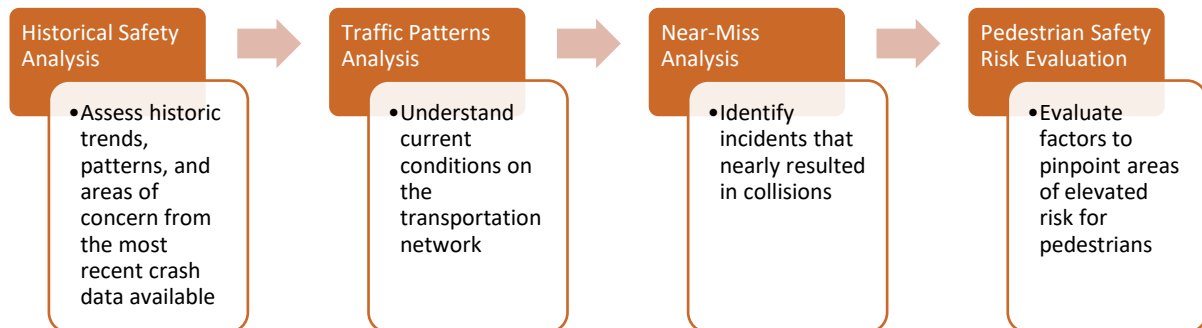 Historical Safety
Analysis
•Assess historic
trends,
patterns, and
areas of
concern from
the most
recent crash
data available
Traffic Patterns
Analysis
•Understand
current
conditions on
the
transportation
network
Near-Miss
Analysis
•Identify
incidents that
nearly resulted
in collisions
Pedestrian Safety
Risk Evaluation
•Evaluate
factors to
pinpoint areas
of elevated
risk for
pedestrians